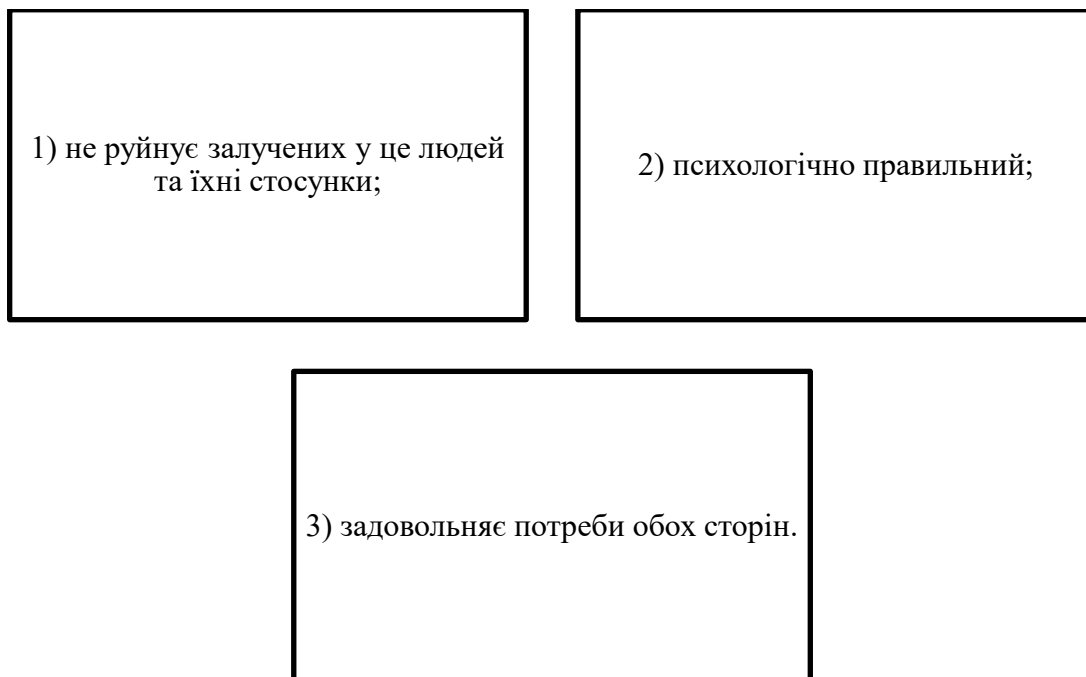 1) не руйнує залучених у це людей
та їхні стосунки;
2) психологічно правильний;
3) задовольняє потреби обох сторін.